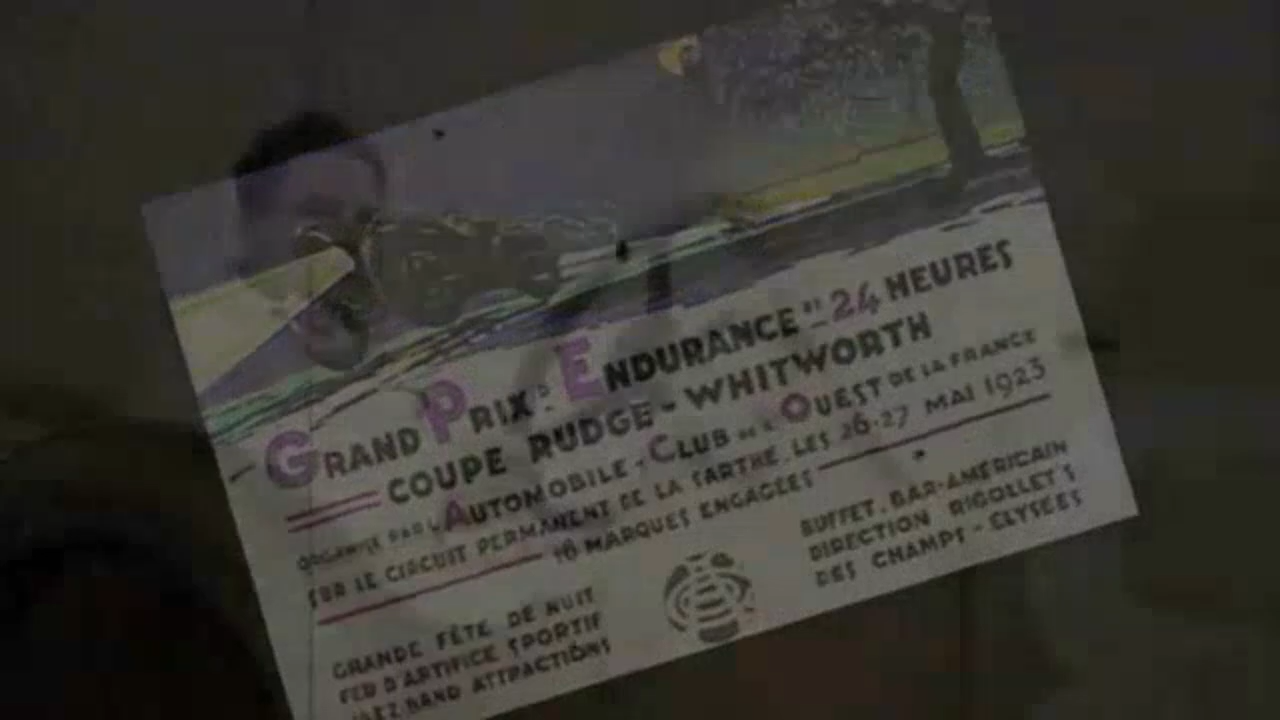 GRAND PRIX D'ENDURANCE DE 24 HEURES
COUPE RUDGE - WHITWORTH
ORGANISÉ PAR L'AUTOMOBILE - CLUB DE L'OUEST DE LA FRANCE
SUR LE CIRCUIT PERMANENT DE LA SARTHE LES 26-27 MAI 1923
18 MARQUES ENGAGÉES
GRANDE FÊTE DE NUIT
FEU D'ARTIFICE SPORTIF
JAZZ BAND ATTRACTIONS
BUFFET. BAR-AMERICAIN
DIRECTION RIGOLLET'S
DES CHAMPS - ELYSÉES